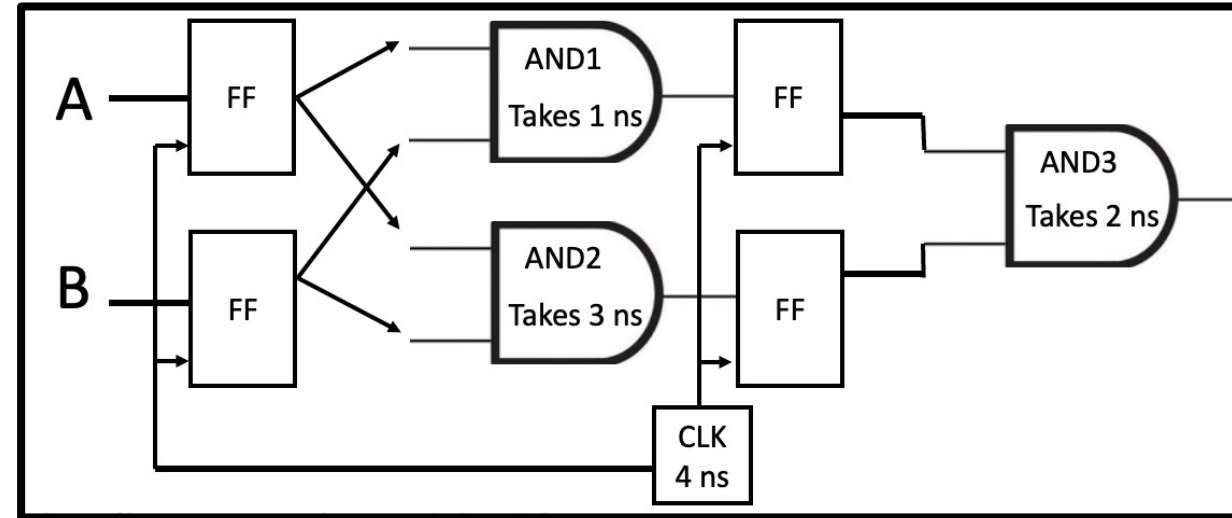 A
FF
AND1
Takes 1 ns
FF
AND3
Takes 2 ns
B
FF
AND2
Takes 3 ns
FF
CLK
4 ns